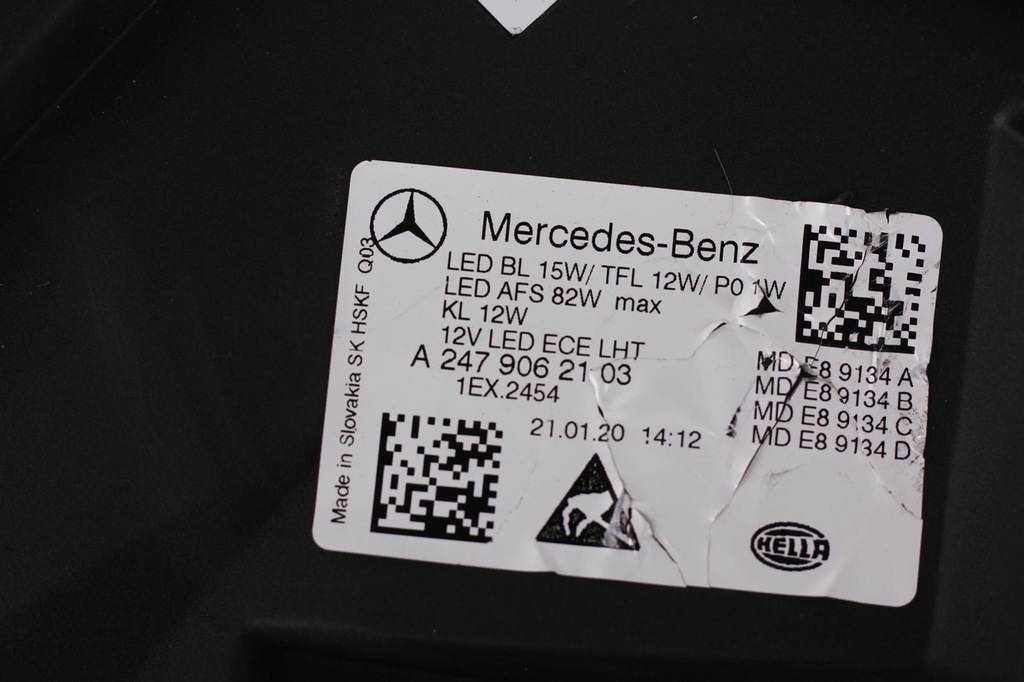 Mercedes-Benz
LED BL 15W/ TFL 12W/ P0 1W
LED AFS 82W max
KL 12W
12V LED ECE LHT
A 247 906 21 03
1EX.2454
21.01.20 14:12
MD E8 9134 A
MD E8 9134 B
MD E8 9134 C
MD E8 9134 D
HELLA
Made in Slovakia SK HSKF Q03